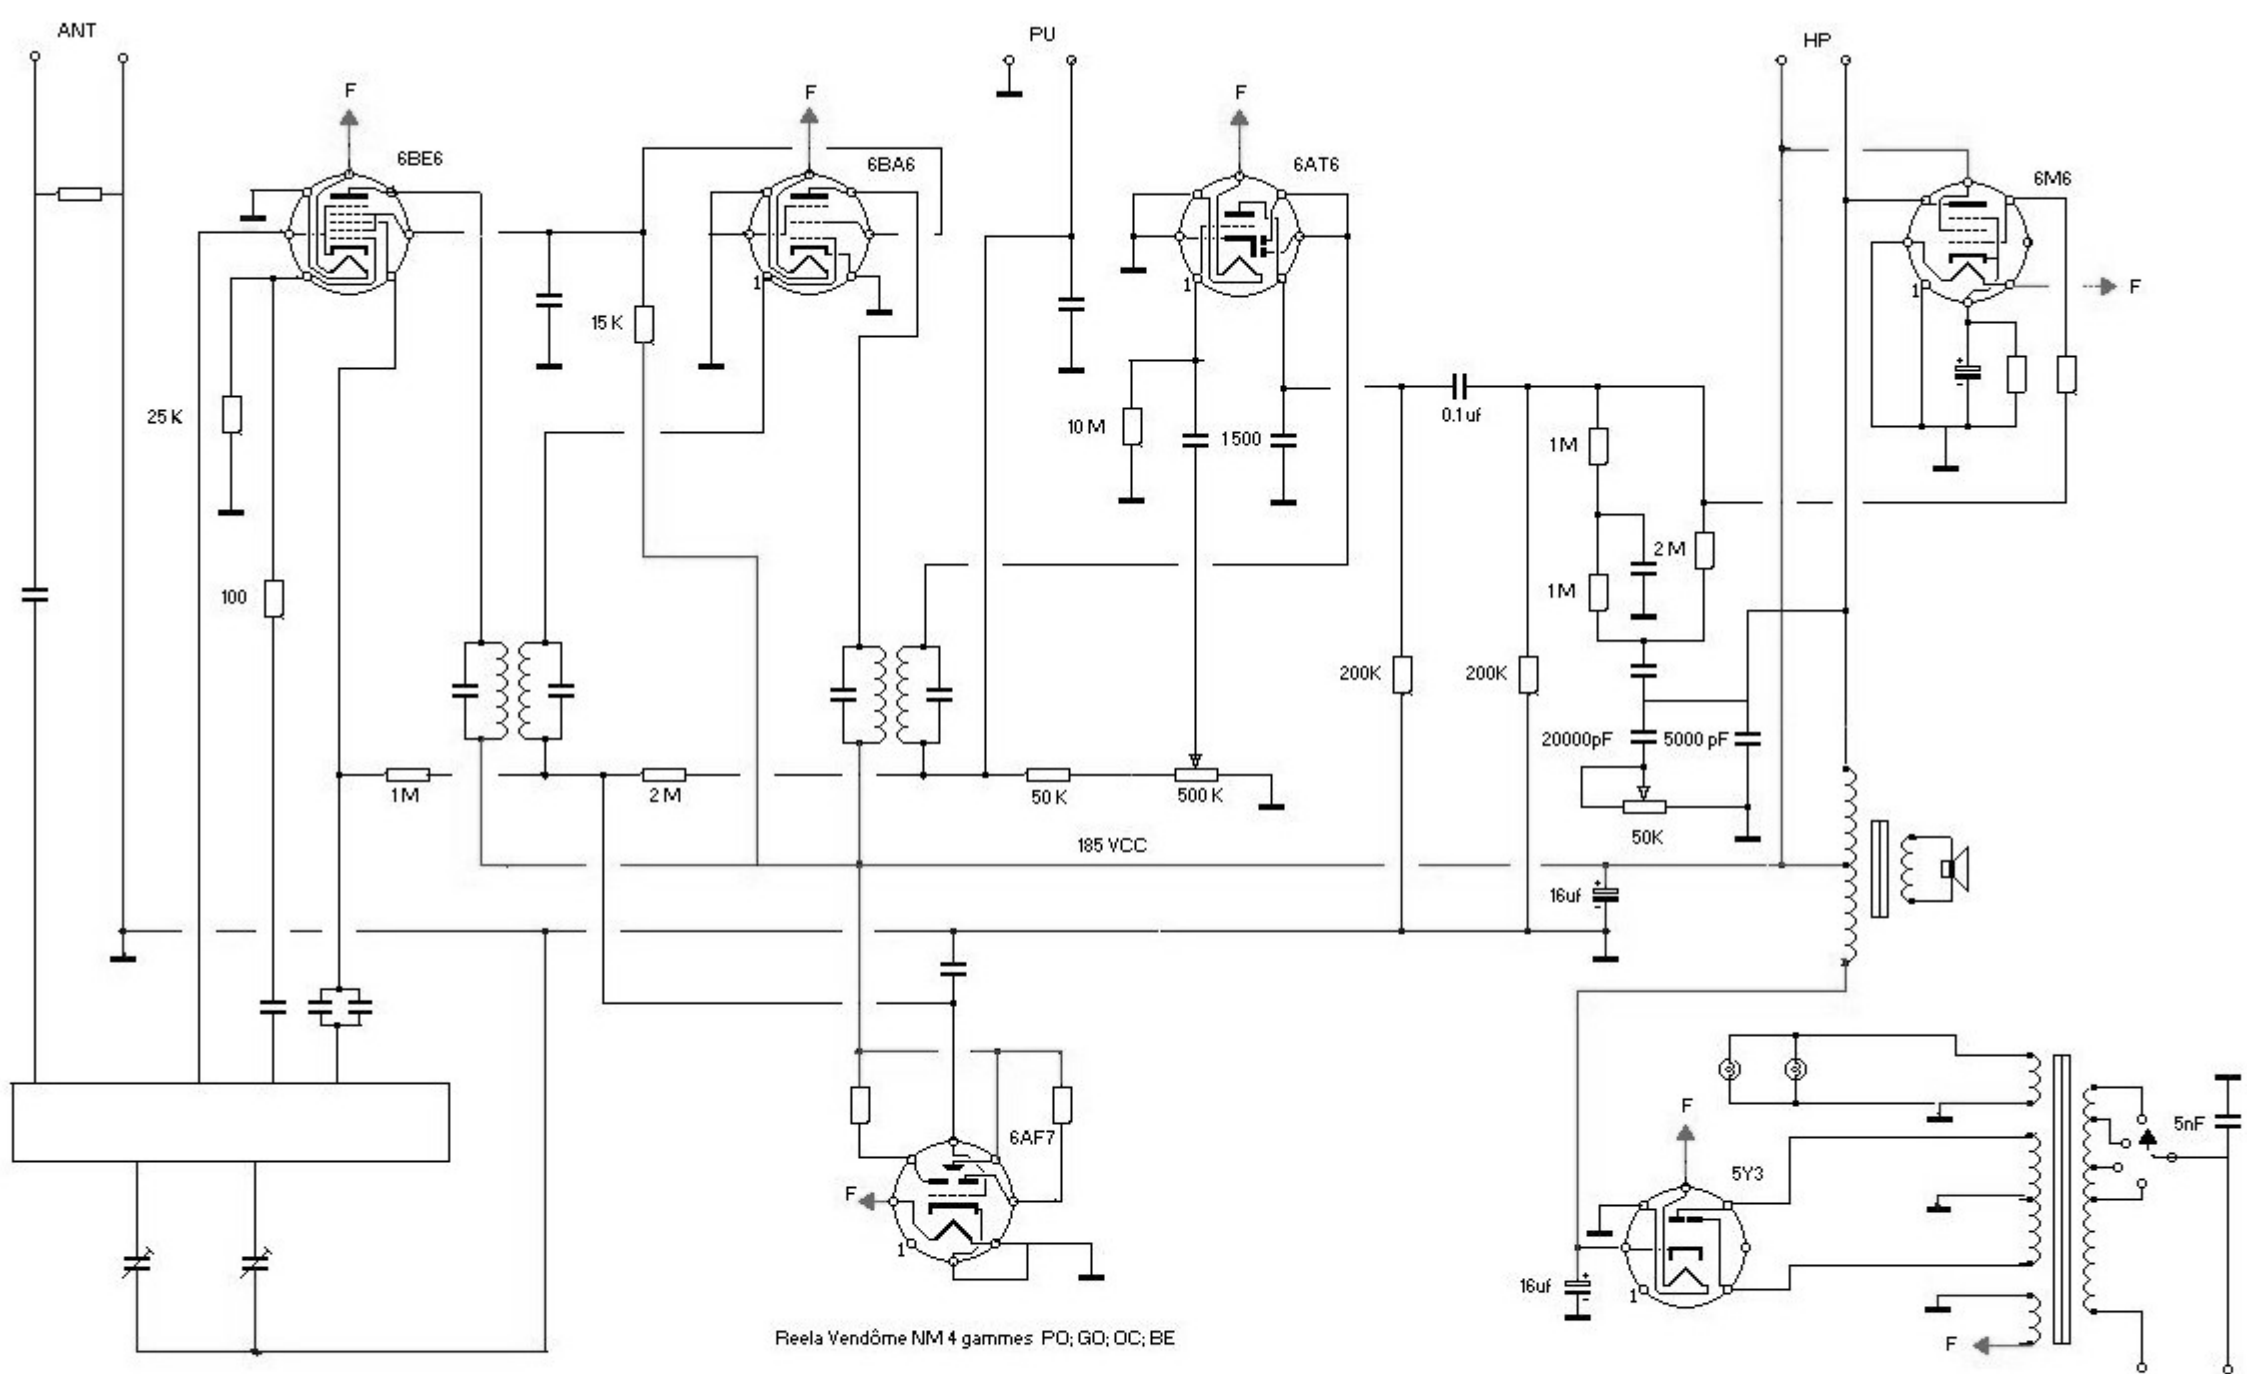 ANT
PU
HP
F
F
F
6BE6
6BA6
6AT6
6M6
1
1
1
F
15 K
25 K
10 M
1500
0.1 uf
1M
2 M
100
1M
200K
200K
20000pF
5000 pF
1M
2 M
50 K
500 K
50K
185 VCC
16uf
6AF7
F
1
F
5Y3
5nF
16uf
1
F
Reela Vendôme NM 4 gammes PO; GO; OC; BE